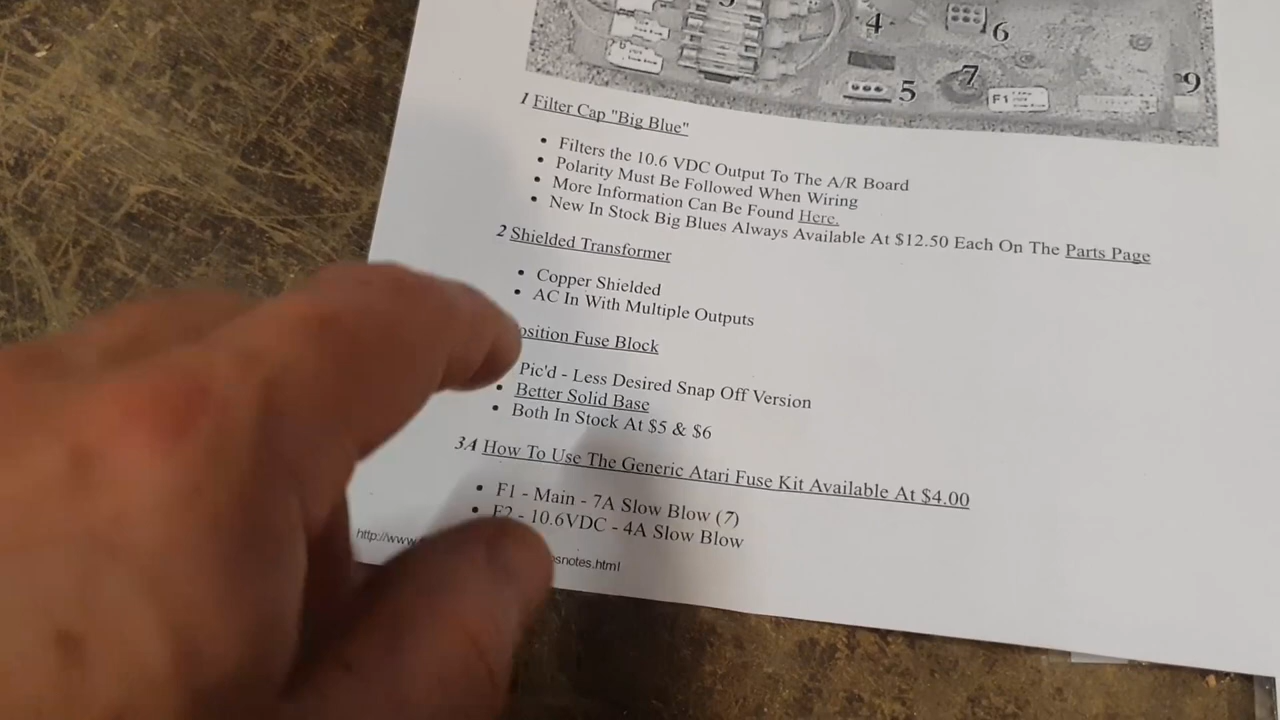 4
6
5
7
F1
9
1 Filter Cap "Big Blue"
• Filters the 10.6 VDC Output To The A/R Board
• Polarity Must Be Followed When Wiring
• More Information Can Be Found Here.
• New In Stock Big Blues Always Available At $12.50 Each On The Parts Page
2 Shielded Transformer
• Copper Shielded
• AC In With Multiple Outputs
Fuse Block
Pic'd - Less Desired Snap Off Version
• Better Solid Base
• Both In Stock At $5 & $6
3A How To Use The Generic Atari Fuse Kit Available At $4.00
• F1 - Main - 7A Slow Blow (7)
• F2 - 10.6VDC - 4A Slow Blow
http://www. osnotes.html